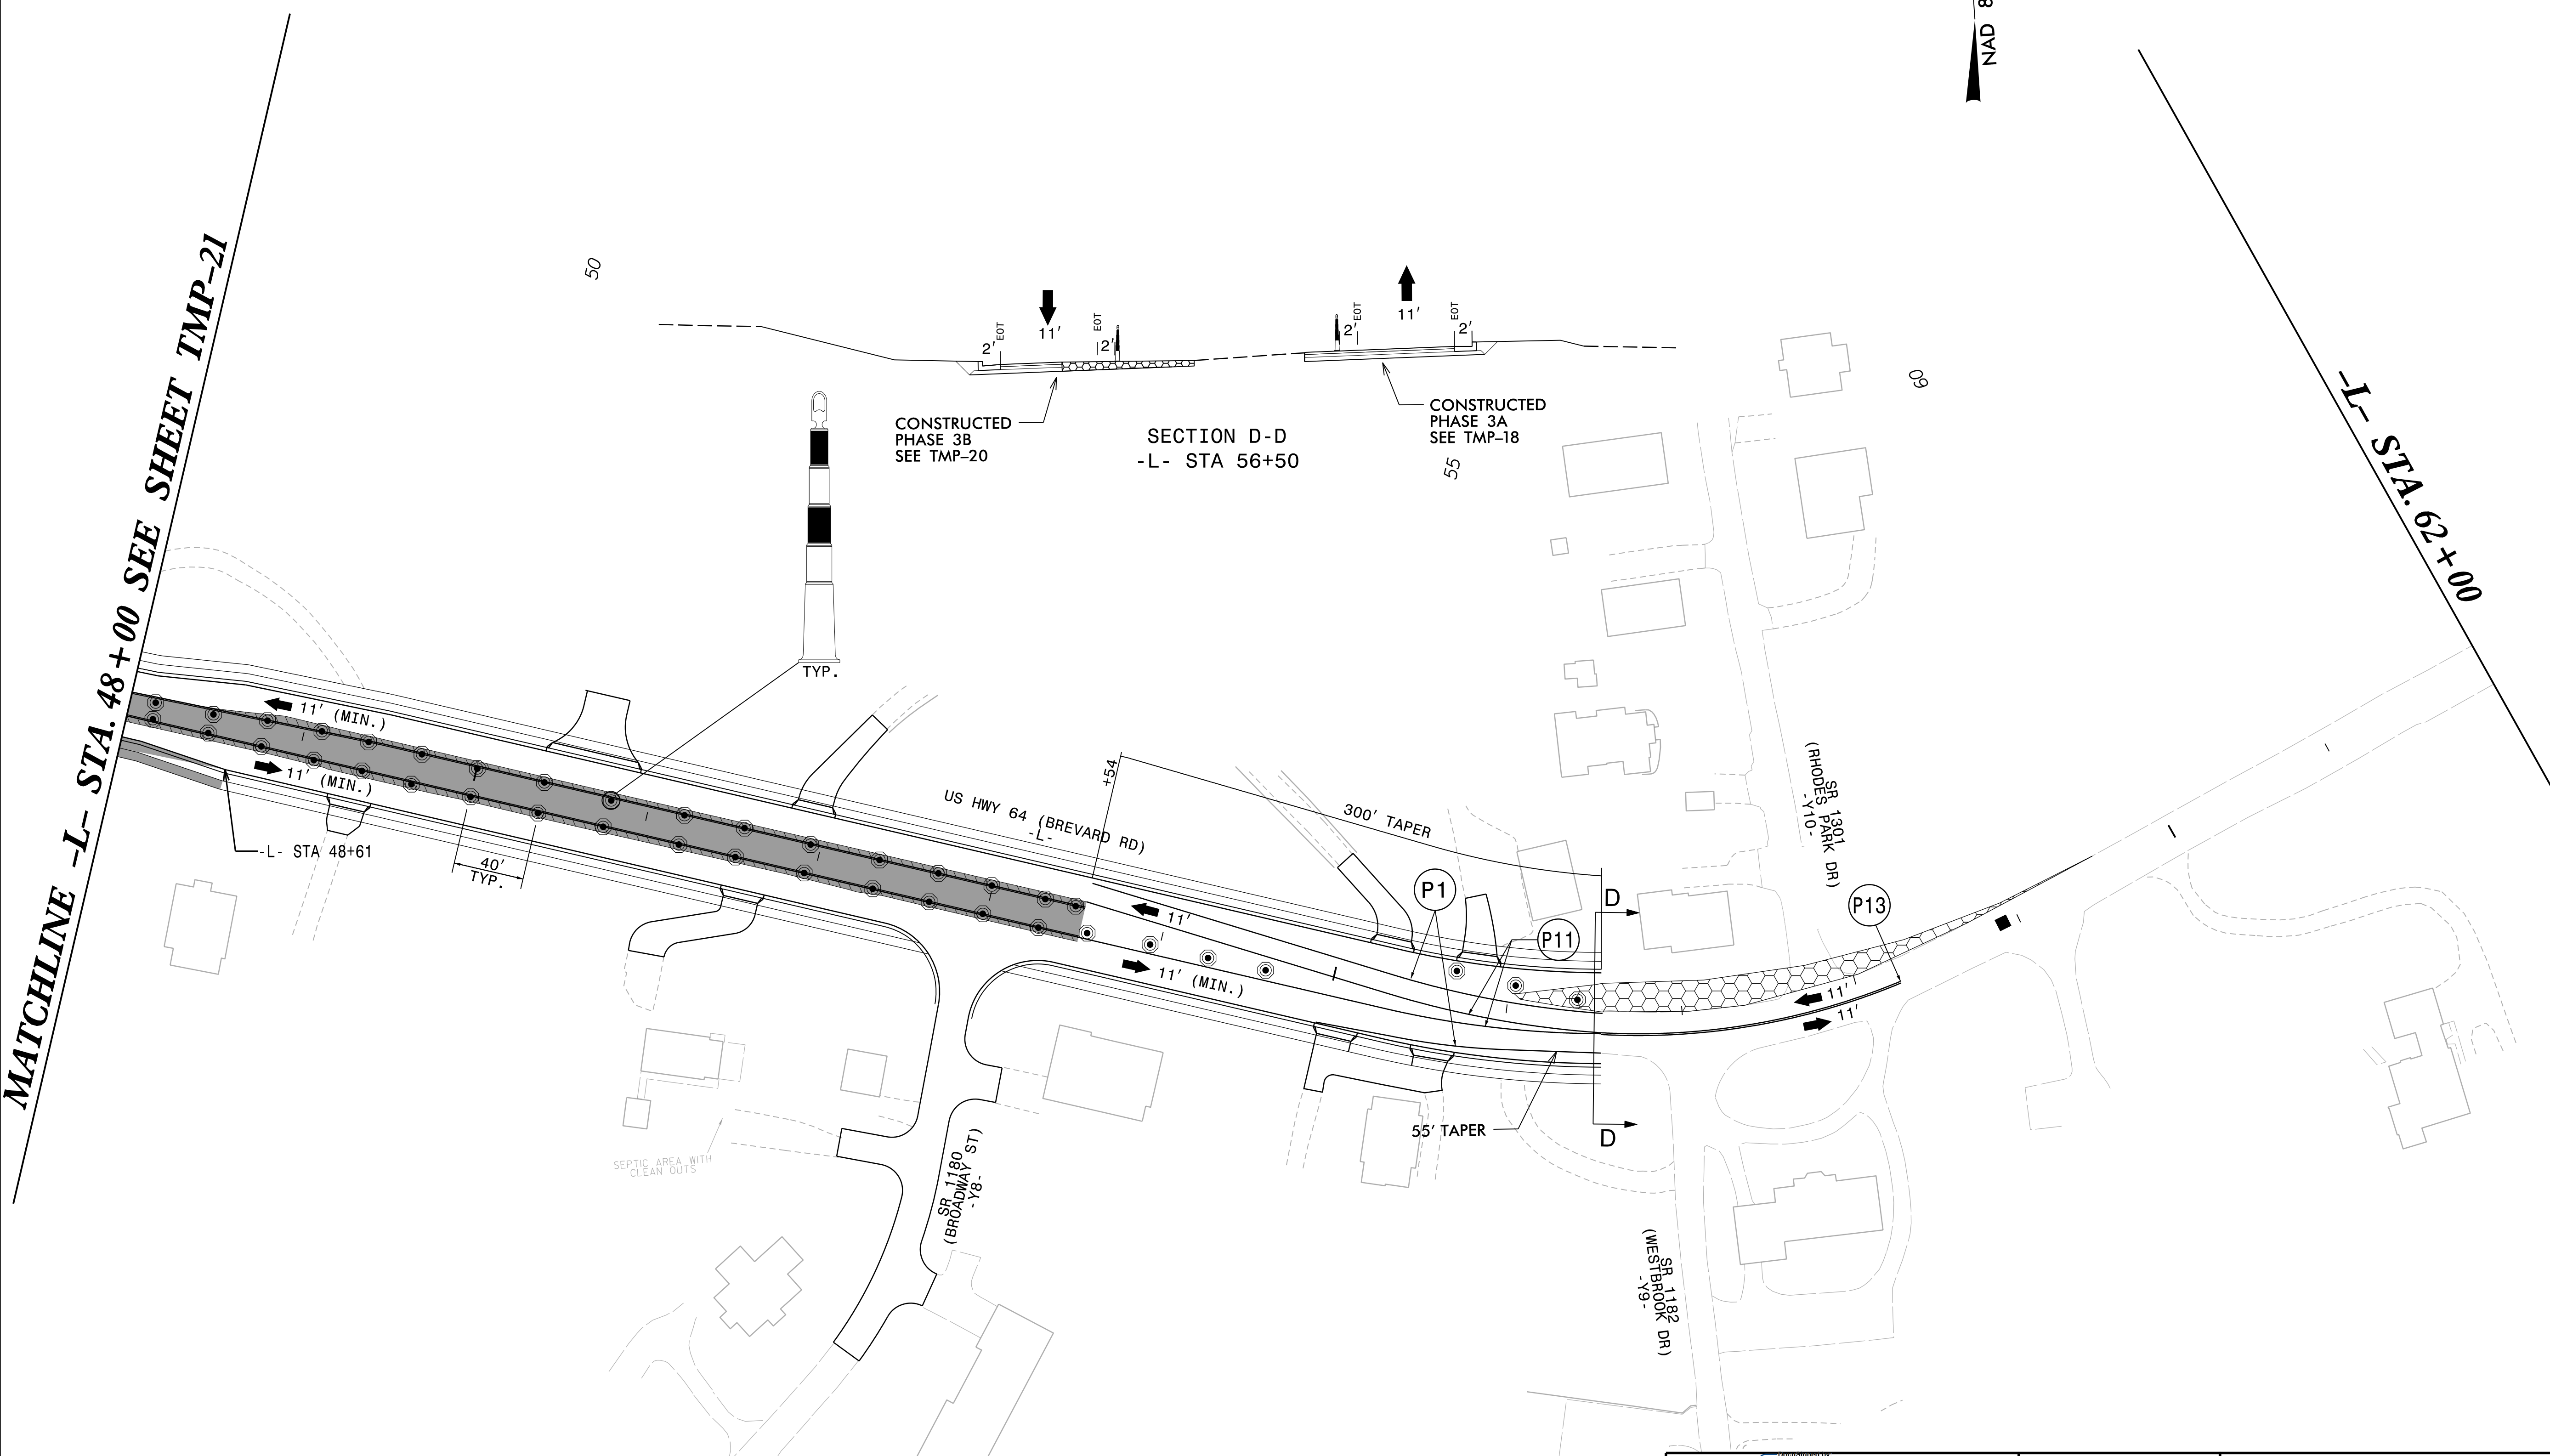 NAD 8
MATCHLINE -L- STA. 48+00 SEE SHEET TMP-21
-L- STA. 62+00
50
55
60
11'
2'
EOT
EOT
2'
11'
2'
EOT
EOT
2'
CONSTRUCTED
PHASE 3B
SEE TMP-20
CONSTRUCTED
PHASE 3A
SEE TMP-18
SECTION D-D
-L- STA 56+50
TYP.
11' (MIN.)
11' (MIN.)
-L- STA 48+61
40'
TYP.
US HWY 64 (BREVARD RD)
-L-
+54
300' TAPER
P1
P11
P13
D
D
11'
11' (MIN.)
11'
11'
55' TAPER
SR 1301
(RHODES PARK DR)
-Y10-
SR 1180
(BROADWAY ST)
-Y8-
SR 1182
(WESTBROOK DR)
-Y9-
SEPTIC AREA WITH
CLEAN OUTS